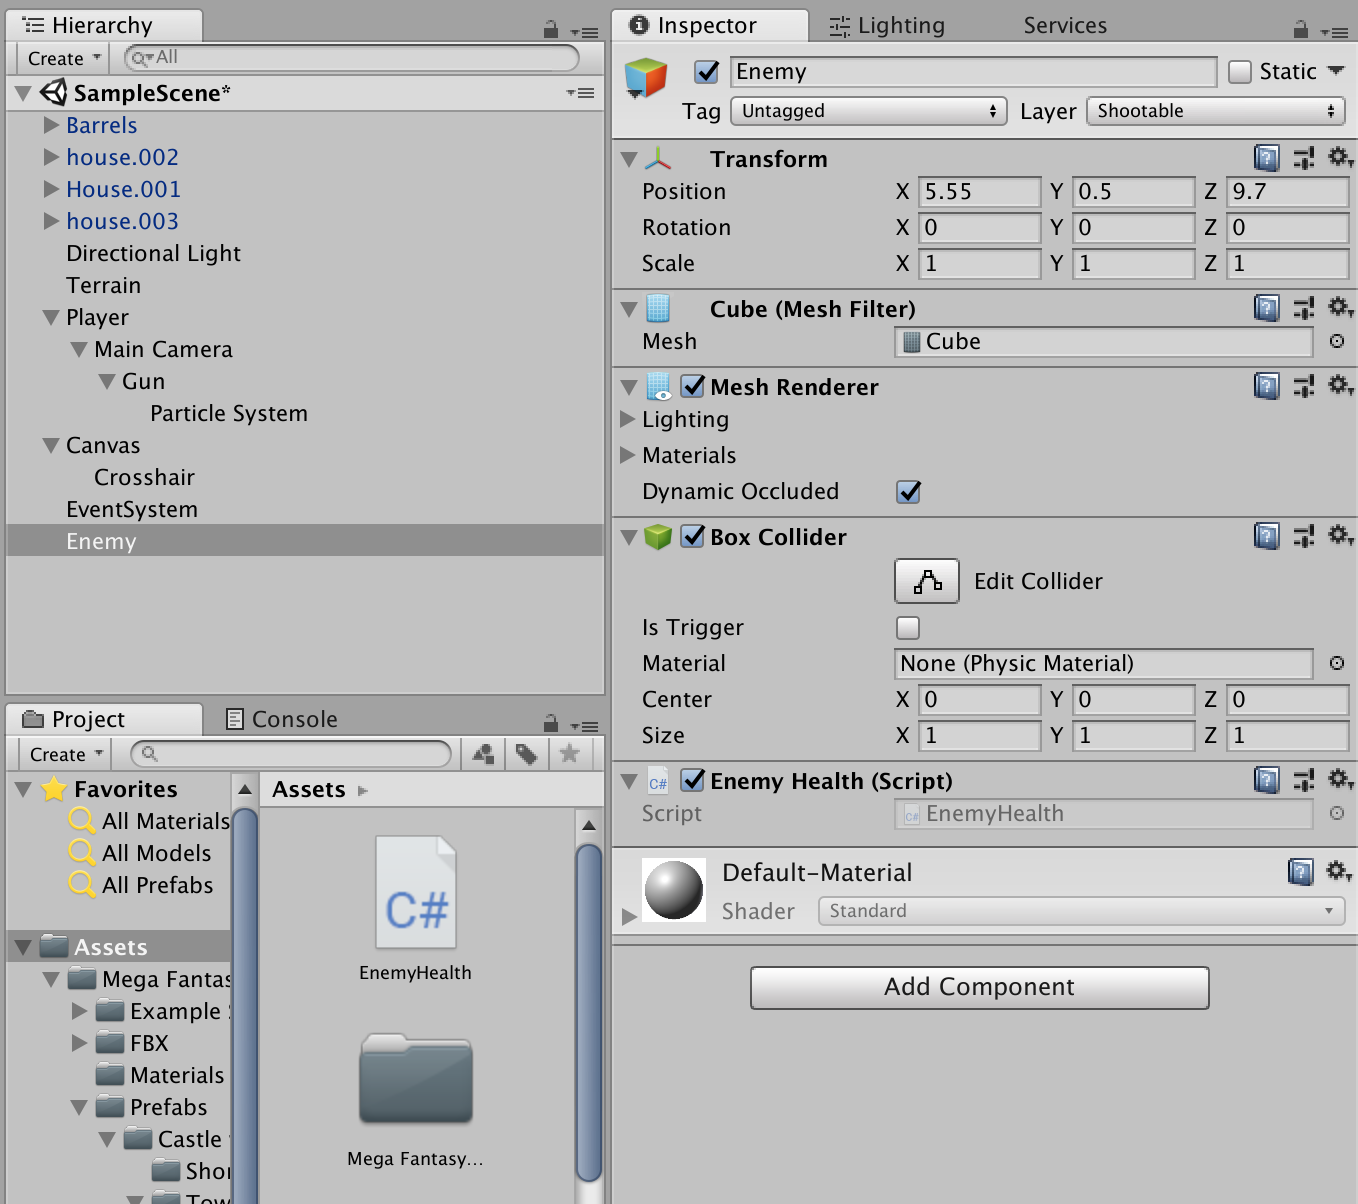 Hierarchy
Create
All
SampleScene*
Barrels
house.002
House.001
house.003
Directional Light
Terrain
Player
Main Camera
Gun
Particle System
Canvas
Crosshair
EventSystem
Enemy
Project
Console
Create
Favorites
All Materials
All Models
All Prefabs
Assets
Mega Fantas
Example
FBX
Materials
Prefabs
Castle
Shor
Tow
Assets
C#
EnemyHealth
Mega Fantasy...
Inspector
Lighting
Services
Enemy
Static
Tag Untagged Layer Shootable
Transform
Position X 5.55 Y 0.5 Z 9.7
Rotation X 0 Y 0 Z 0
Scale X 1 Y 1 Z 1
Cube (Mesh Filter)
Mesh Cube
Mesh Renderer
Lighting
Materials
Dynamic Occluded
Box Collider
Edit Collider
Is Trigger
Material None (Physic Material)
Center X 0 Y 0 Z 0
Size X 1 Y 1 Z 1
C# Enemy Health (Script)
Script C# EnemyHealth
Default-Material
Shader Standard
Add Component